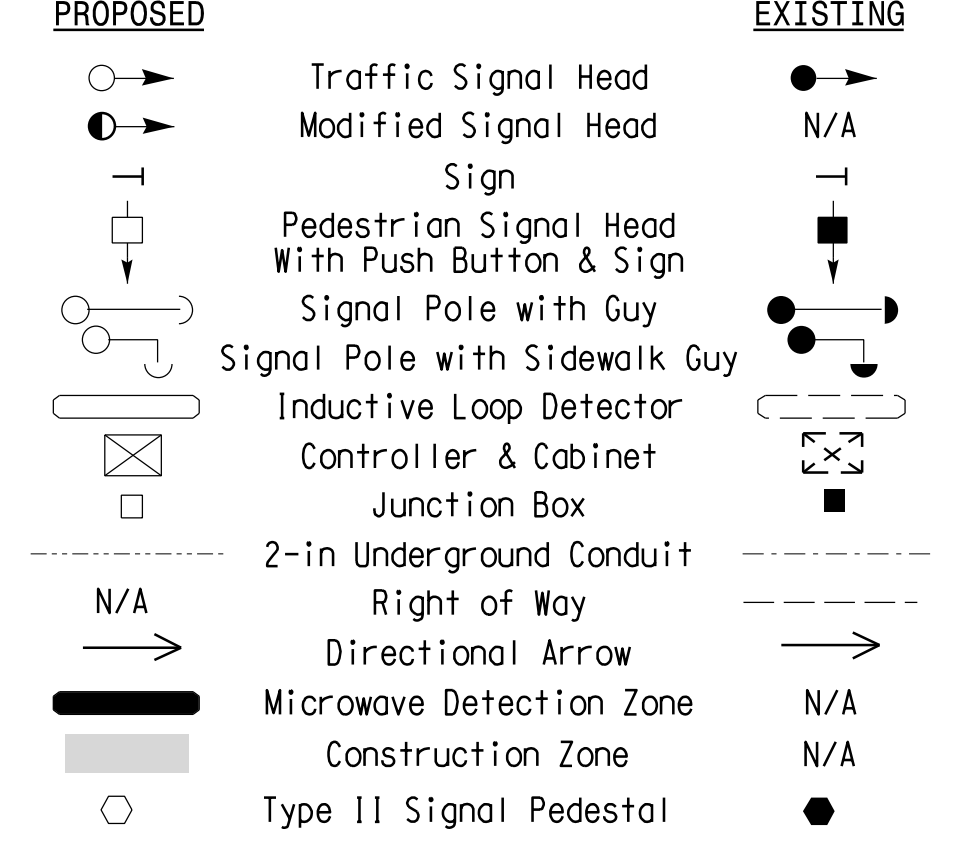 PROPOSED EXISTING
Traffic Signal Head
Modified Signal Head N/A
Sign
Pedestrian Signal Head
With Push Button & Sign
Signal Pole with Guy
Signal Pole with Sidewalk Guy
Inductive Loop Detector
Controller & Cabinet
Junction Box
2-in Underground Conduit
N/A Right of Way
Directional Arrow
Microwave Detection Zone N/A
Construction Zone N/A
Type II Signal Pedestal